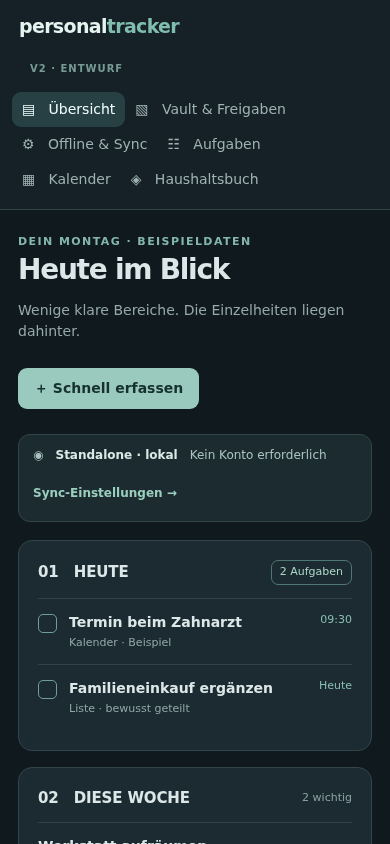 personaltracker
V2 · ENTWURF
Übersicht Vault & Freigaben
Offline & Sync Aufgaben
Kalender Haushaltsbuch
DEIN MONTAG · BEISPIELDATEN
Heute im Blick
Wenige klare Bereiche. Die Einzelheiten liegen
dahinter.
+ Schnell erfassen
Standalone · lokal Kein Konto erforderlich
Sync-Einstellungen →
01 HEUTE 2 Aufgaben
Termin beim Zahnarzt 09:30
Kalender · Beispiel
Familieneinkauf ergänzen Heute
Liste · bewusst geteilt
02 DIESE WOCHE 2 wichtig
Werkstatt aufräumen